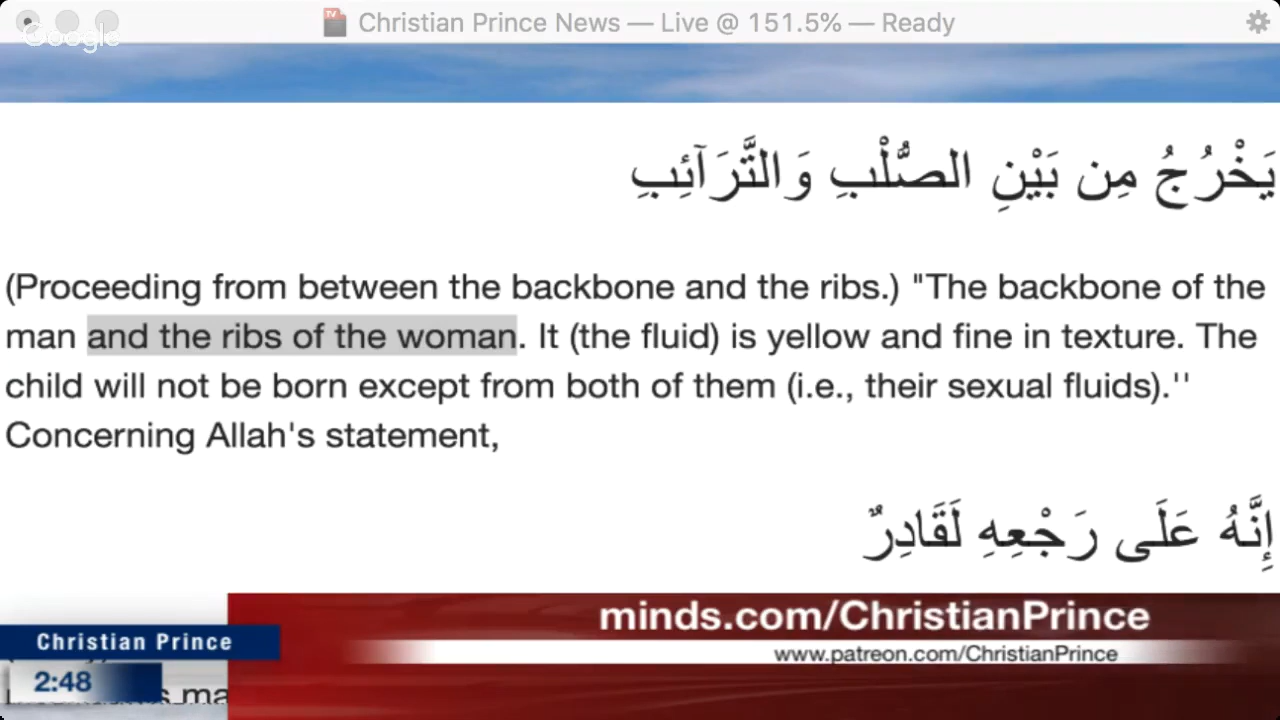 Christian Prince News — Live @ 151.5% — Ready
Google
يَخْرُجُ مِن بَيْنِ الصُّلْبِ وَالتَّرَآئِبِ
(Proceeding from between the backbone and the ribs.) "The backbone of the
man and the ribs of the woman. It (the fluid) is yellow and fine in texture. The
child will not be born except from both of them (i.e., their sexual fluids).''
Concerning Allah's statement,
إِنَّهُ عَلَى رَجْعِهِ لَقَادِرٌ
minds.com/ChristianPrince
Christian Prince
www.patreon.com/ChristianPrince
2:48